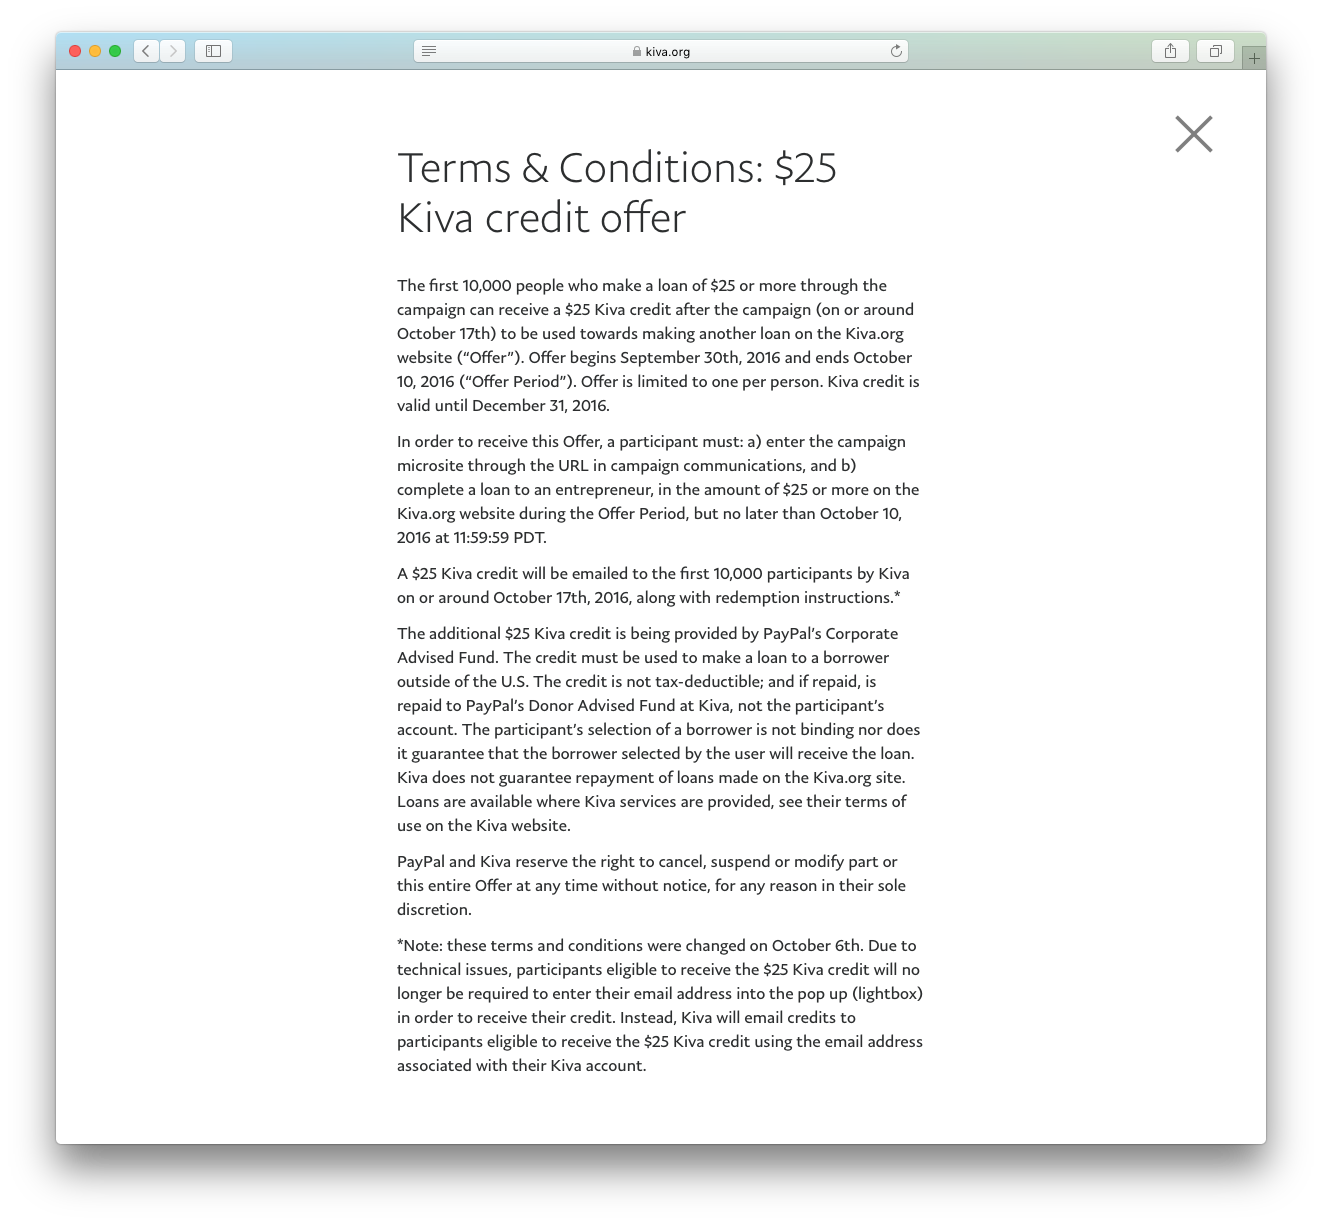 kiva.org
Terms & Conditions: $25
Kiva credit offer
The first 10,000 people who make a loan of $25 or more through the
campaign can receive a $25 Kiva credit after the campaign (on or around
October 17th) to be used towards making another loan on the Kiva.org
website (“Offer”). Offer begins September 30th, 2016 and ends October
10, 2016 (“Offer Period”). Offer is limited to one per person. Kiva credit is
valid until December 31, 2016.
In order to receive this Offer, a participant must: a) enter the campaign
microsite through the URL in campaign communications, and b)
complete a loan to an entrepreneur, in the amount of $25 or more on the
Kiva.org website during the Offer Period, but no later than October 10,
2016 at 11:59:59 PDT.
A $25 Kiva credit will be emailed to the first 10,000 participants by Kiva
on or around October 17th, 2016, along with redemption instructions.*
The additional $25 Kiva credit is being provided by PayPal’s Corporate
Advised Fund. The credit must be used to make a loan to a borrower
outside of the U.S. The credit is not tax-deductible; and if repaid, is
repaid to PayPal’s Donor Advised Fund at Kiva, not the participant’s
account. The participant’s selection of a borrower is not binding nor does
it guarantee that the borrower selected by the user will receive the loan.
Kiva does not guarantee repayment of loans made on the Kiva.org site.
Loans are available where Kiva services are provided, see their terms of
use on the Kiva website.
PayPal and Kiva reserve the right to cancel, suspend or modify part or
this entire Offer at any time without notice, for any reason in their sole
discretion.
*Note: these terms and conditions were changed on October 6th. Due to
technical issues, participants eligible to receive the $25 Kiva credit will no
longer be required to enter their email address into the pop up (lightbox)
in order to receive their credit. Instead, Kiva will email credits to
participants eligible to receive the $25 Kiva credit using the email address
associated with their Kiva account.